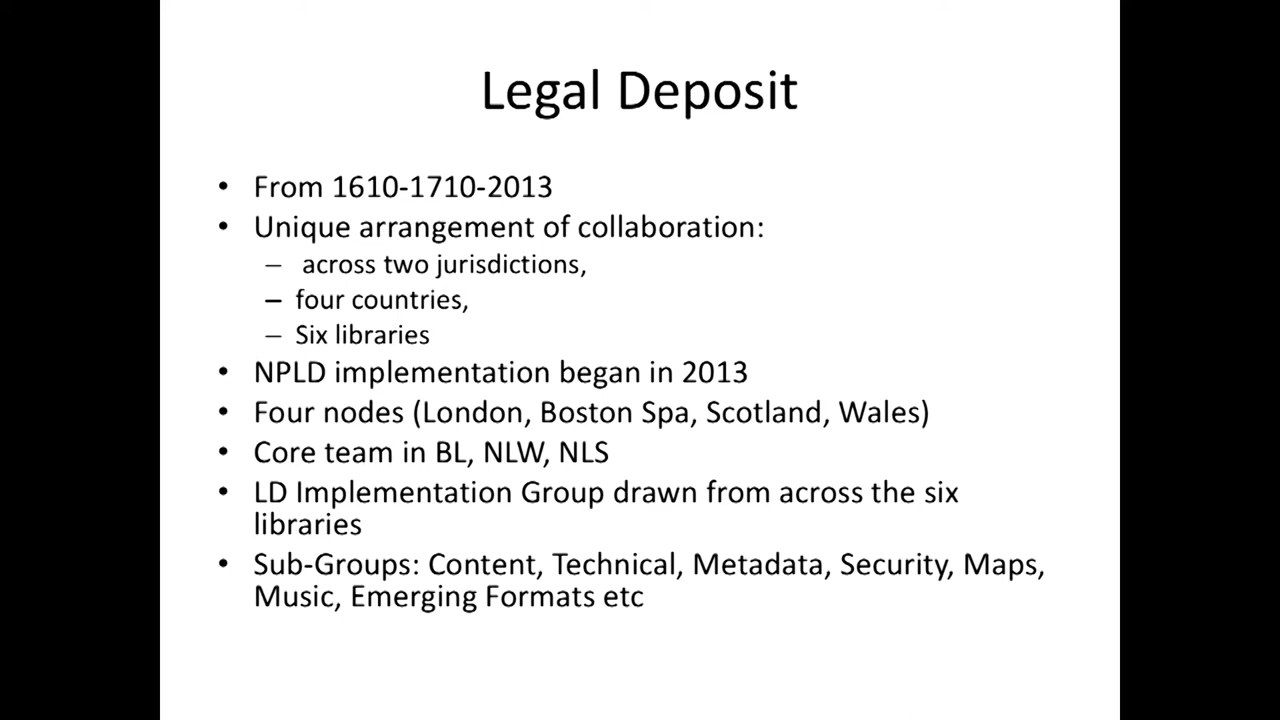 Legal Deposit
• From 1610-1710-2013
• Unique arrangement of collaboration:
– across two jurisdictions,
– four countries,
– Six libraries
• NPLD implementation began in 2013
• Four nodes (London, Boston Spa, Scotland, Wales)
• Core team in BL, NLW, NLS
• LD Implementation Group drawn from across the six
libraries
• Sub-Groups: Content, Technical, Metadata, Security, Maps,
Music, Emerging Formats etc